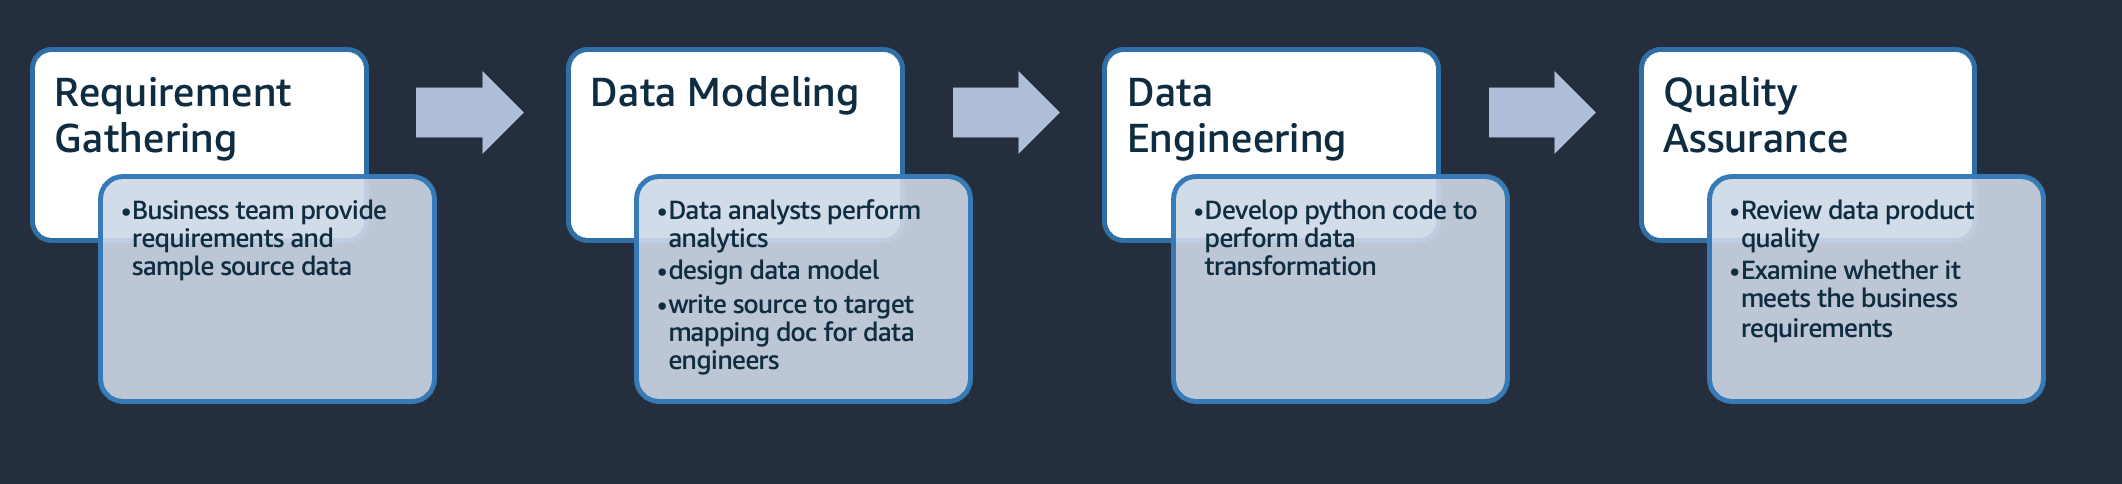 Requirement
Gathering
•Business team provide
requirements and
sample source data
Data Modeling
•Data analysts perform
analytics
•design data model
•write source to target
mapping doc for data
engineers
Data
Engineering
•Develop python code to
perform data
transformation
Quality
Assurance
•Review data product
quality
•Examine whether it
meets the business
requirements